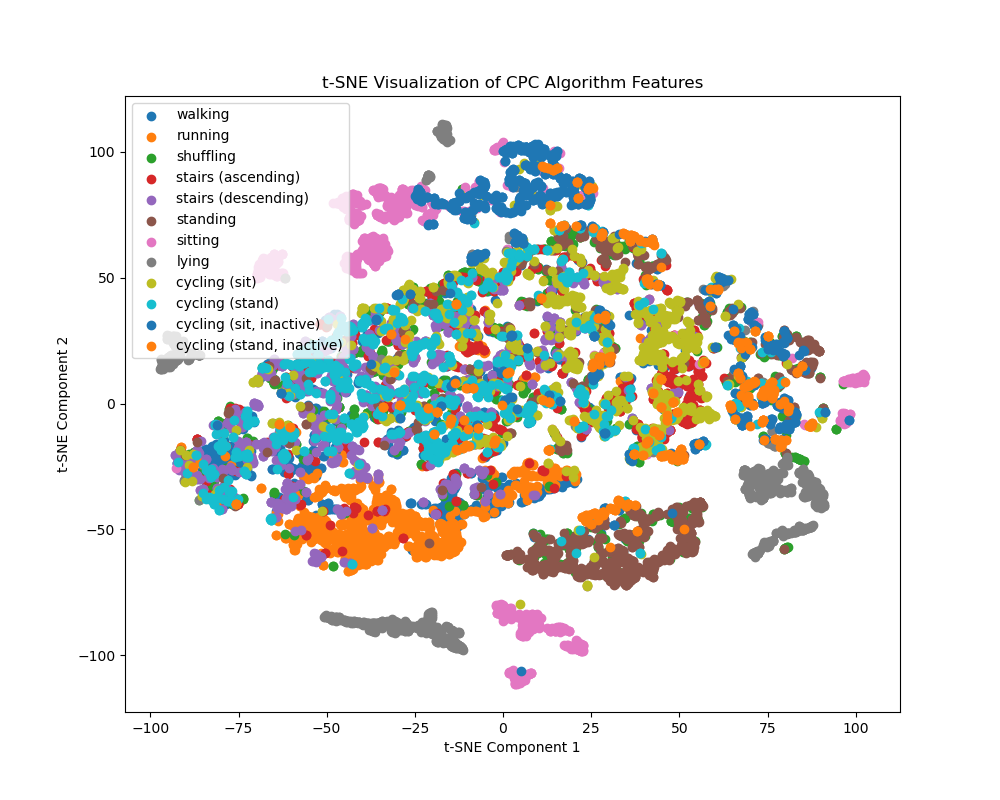 t-SNE Visualization of CPC Algorithm Features
walking
running
shuffling
stairs (ascending)
stairs (descending)
standing
sitting
lying
cycling (sit)
cycling (stand)
cycling (sit, inactive)
cycling (stand, inactive)
t-SNE Component 2
100
50
0
−50
−100
−100 −75 −50 −25 0 25 50 75 100
t-SNE Component 1